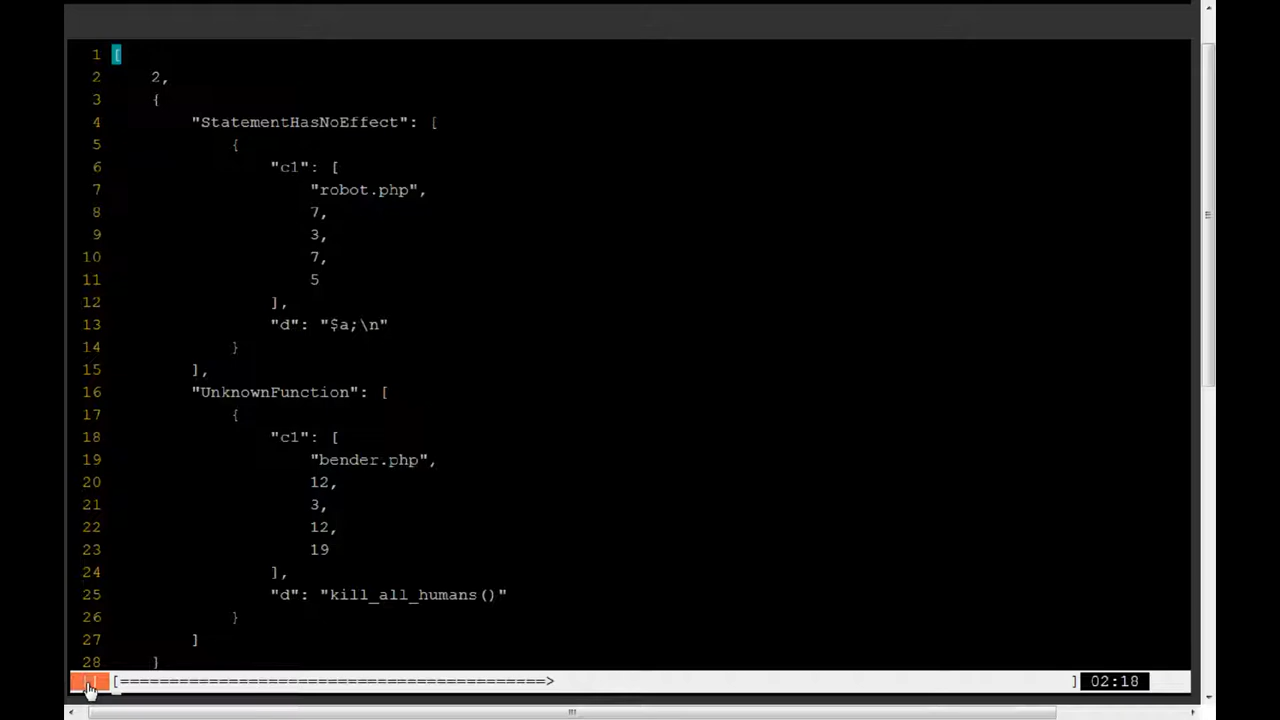 1 [
2     2,
3     {
4         "StatementHasNoEffect": [
5             {
6                 "c1": [
7                     "robot.php",
8                     7,
9                     3,
10                     7,
11                     5
12                 ],
13                 "d": "$a;\n"
14             }
15         ],
16         "UnknownFunction": [
17             {
18                 "c1": [
19                     "bender.php",
20                     12,
21                     3,
22                     12,
23                     19
24                 ],
25                 "d": "kill_all_humans()"
26             }
27         ]
28     }
[===========================================> ] 02:18